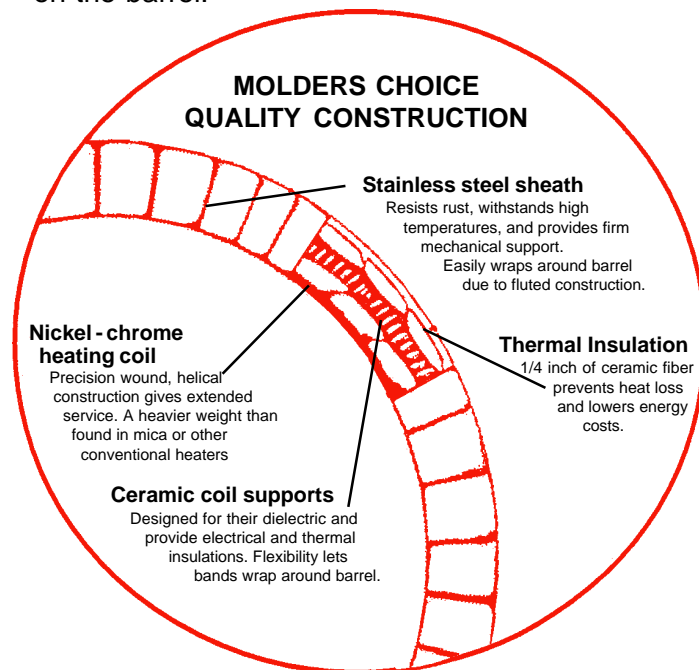 on the barrel.
MOLDERS CHOICE
QUALITY CONSTRUCTION
Stainless steel sheath
Resists rust, withstands high
temperatures, and provides firm
mechanical support.
Easily wraps around barrel
due to fluted construction.
Nickel - chrome
heating coil
Precision wound, helical
construction gives extended
service. A heavier weight than
found in mica or other
conventional heaters
Thermal Insulation
1/4 inch of ceramic fiber
prevents heat loss
and lowers energy
costs.
Ceramic coil supports
Designed for their dielectric and
provide electrical and thermal
insulations. Flexibility lets
bands wrap around barrel.